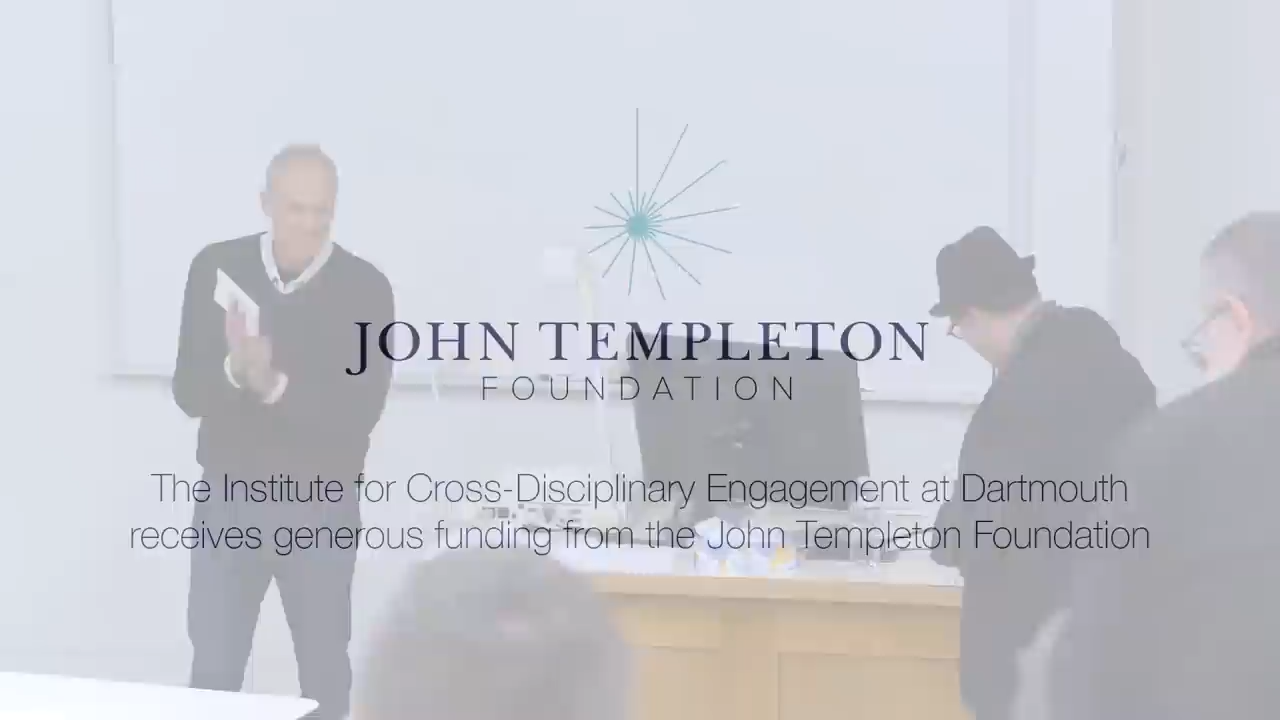 JOHN TEMPLETON
FOUNDATION
The Institute for Cross-Disciplinary Engagement at Dartmouth
receives generous funding from the John Templeton Foundation